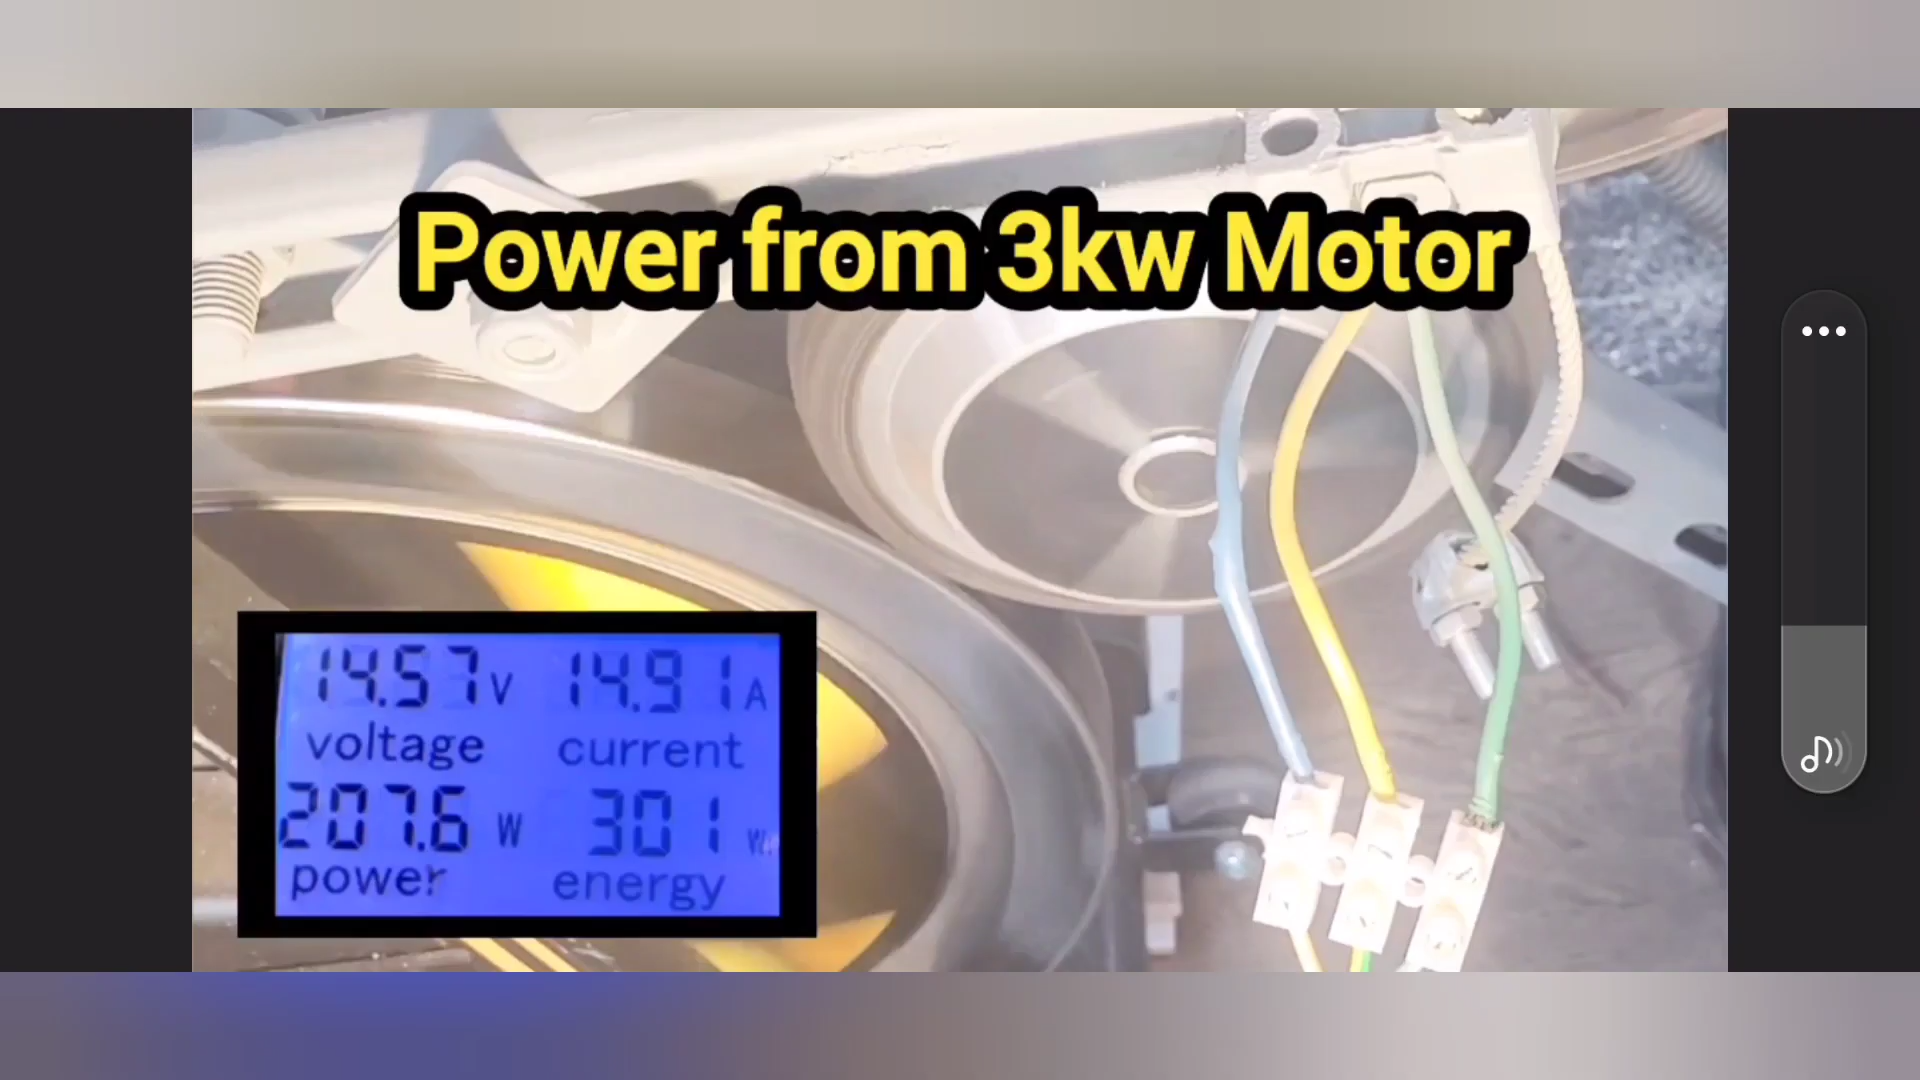 Power from 3kw Motor
14.57 V 14.91 A
voltage current
207.6 W 301
power energy